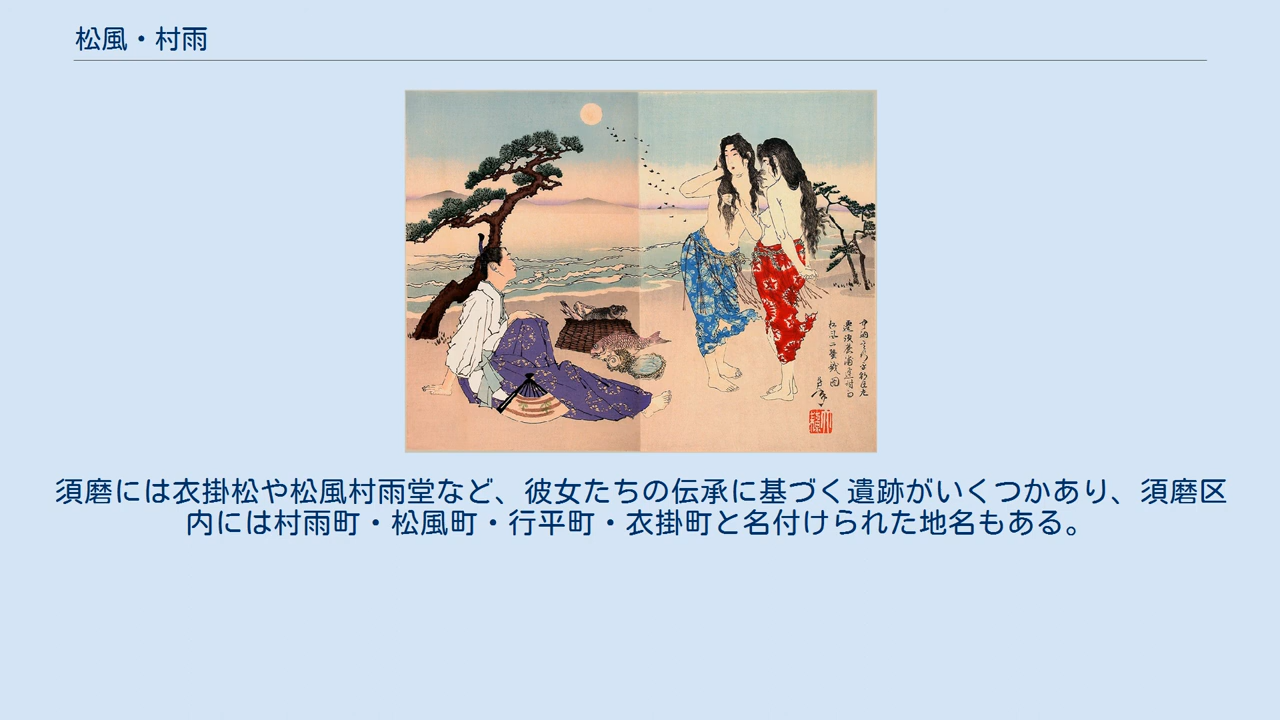 松風・村雨
須磨には衣掛松や松風村雨堂など、彼女たちの伝承に基づく遺跡がいくつかあり、須磨区
内には村雨町・松風町・行平町・衣掛町と名付けられた地名もある。